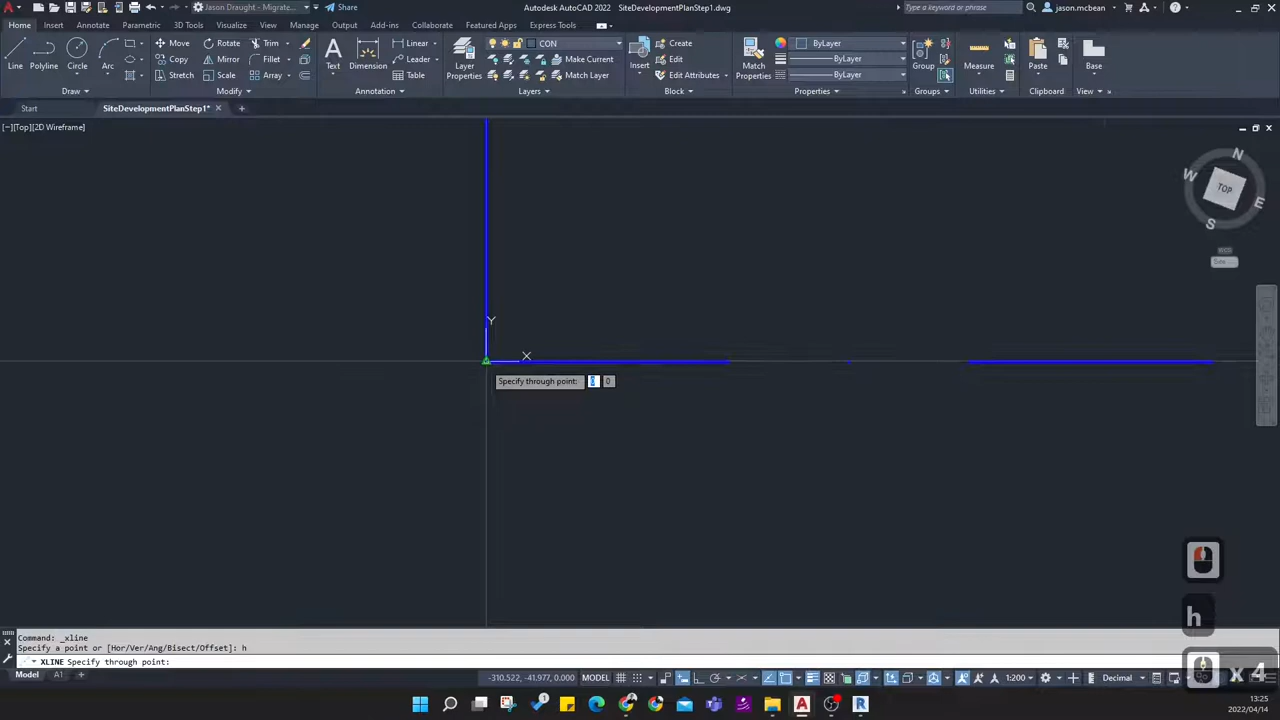 Jason Draught - Migrate...
Share
Autodesk AutoCAD 2022 SiteDevelopmentPlanStep1.dwg
Type a keyword or phrase
jason.mcbean
Home Insert Annotate Parametric 3D Tools Visualize View Manage Output Add-ins Collaborate Featured Apps Express Tools
Line Polyline Circle Arc
Move Rotate Trim
Copy Mirror Fillet
Stretch Scale Array
Text Dimension
Linear
Leader
Table
Layer Properties
CON
Make Current
Match Layer
Insert
Create
Edit
Edit Attributes
Match Properties
ByLayer
ByLayer
ByLayer
Group
Measure
Paste
Base
Draw Modify Annotation Layers Block Properties Groups Utilities Clipboard View
Start SiteDevelopmentPlanStep1*
[−][Top][2D Wireframe]
N
W TOP E
S
WCS
Y
X
Specify through point: 0 0
h
x 4
Command: _xline
Specify a point or [Hor/Ver/Ang/Bisect/Offset]: h
XLINE Specify through point:
Model A1
-310.522, -41.977, 0.000 MODEL 1:200 Decimal
13:25
2022/04/14